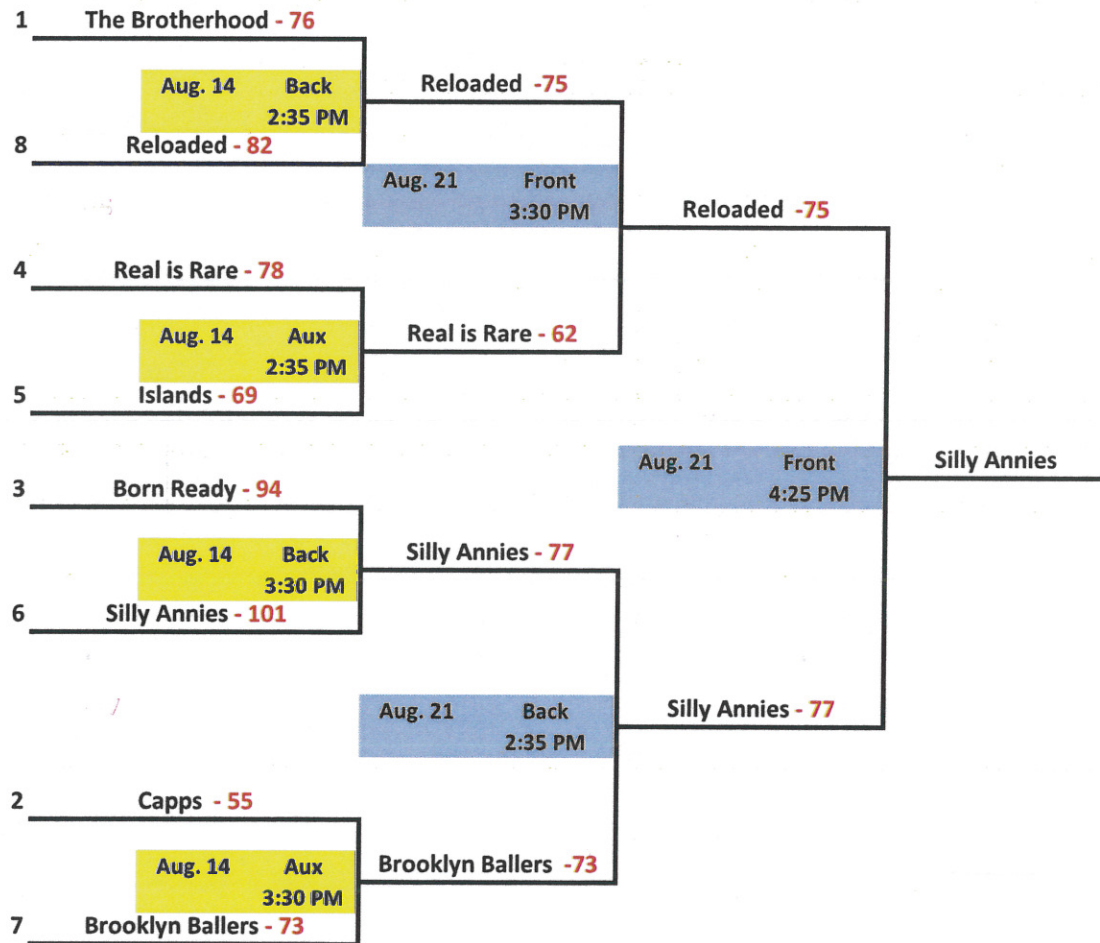 1 The Brotherhood - 76
Aug. 14 Back
2:35 PM
8 Reloaded - 82
Reloaded -75
Aug. 21 Front
3:30 PM
4 Real is Rare - 78
Aug. 14 Aux
2:35 PM
5 Islands - 69
Real is Rare - 62
Reloaded -75
Aug. 21 Front
4:25 PM
Silly Annies
3 Born Ready - 94
Aug. 14 Back
3:30 PM
6 Silly Annies - 101
Silly Annies - 77
Aug. 21 Back
2:35 PM
Silly Annies - 77
2 Capps - 55
Aug. 14 Aux
3:30 PM
7 Brooklyn Ballers - 73
Brooklyn Ballers -73